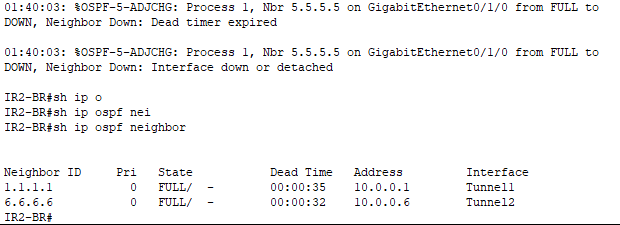 01:40:03: %OSPF-5-ADJCHG: Process 1, Nbr 5.5.5.5 on GigabitEthernet0/1/0 from FULL to
DOWN, Neighbor Down: Dead timer expired
01:40:03: %OSPF-5-ADJCHG: Process 1, Nbr 5.5.5.5 on GigabitEthernet0/1/0 from FULL to
DOWN, Neighbor Down: Interface down or detached
IR2-BR#sh ip o
IR2-BR#sh ip ospf nei
IR2-BR#sh ip ospf neighbor
Neighbor ID     Pri   State           Dead Time   Address         Interface
1.1.1.1           0   FULL/  -        00:00:35    10.0.0.1        Tunnel1
6.6.6.6           0   FULL/  -        00:00:32    10.0.0.6        Tunnel2
IR2-BR#